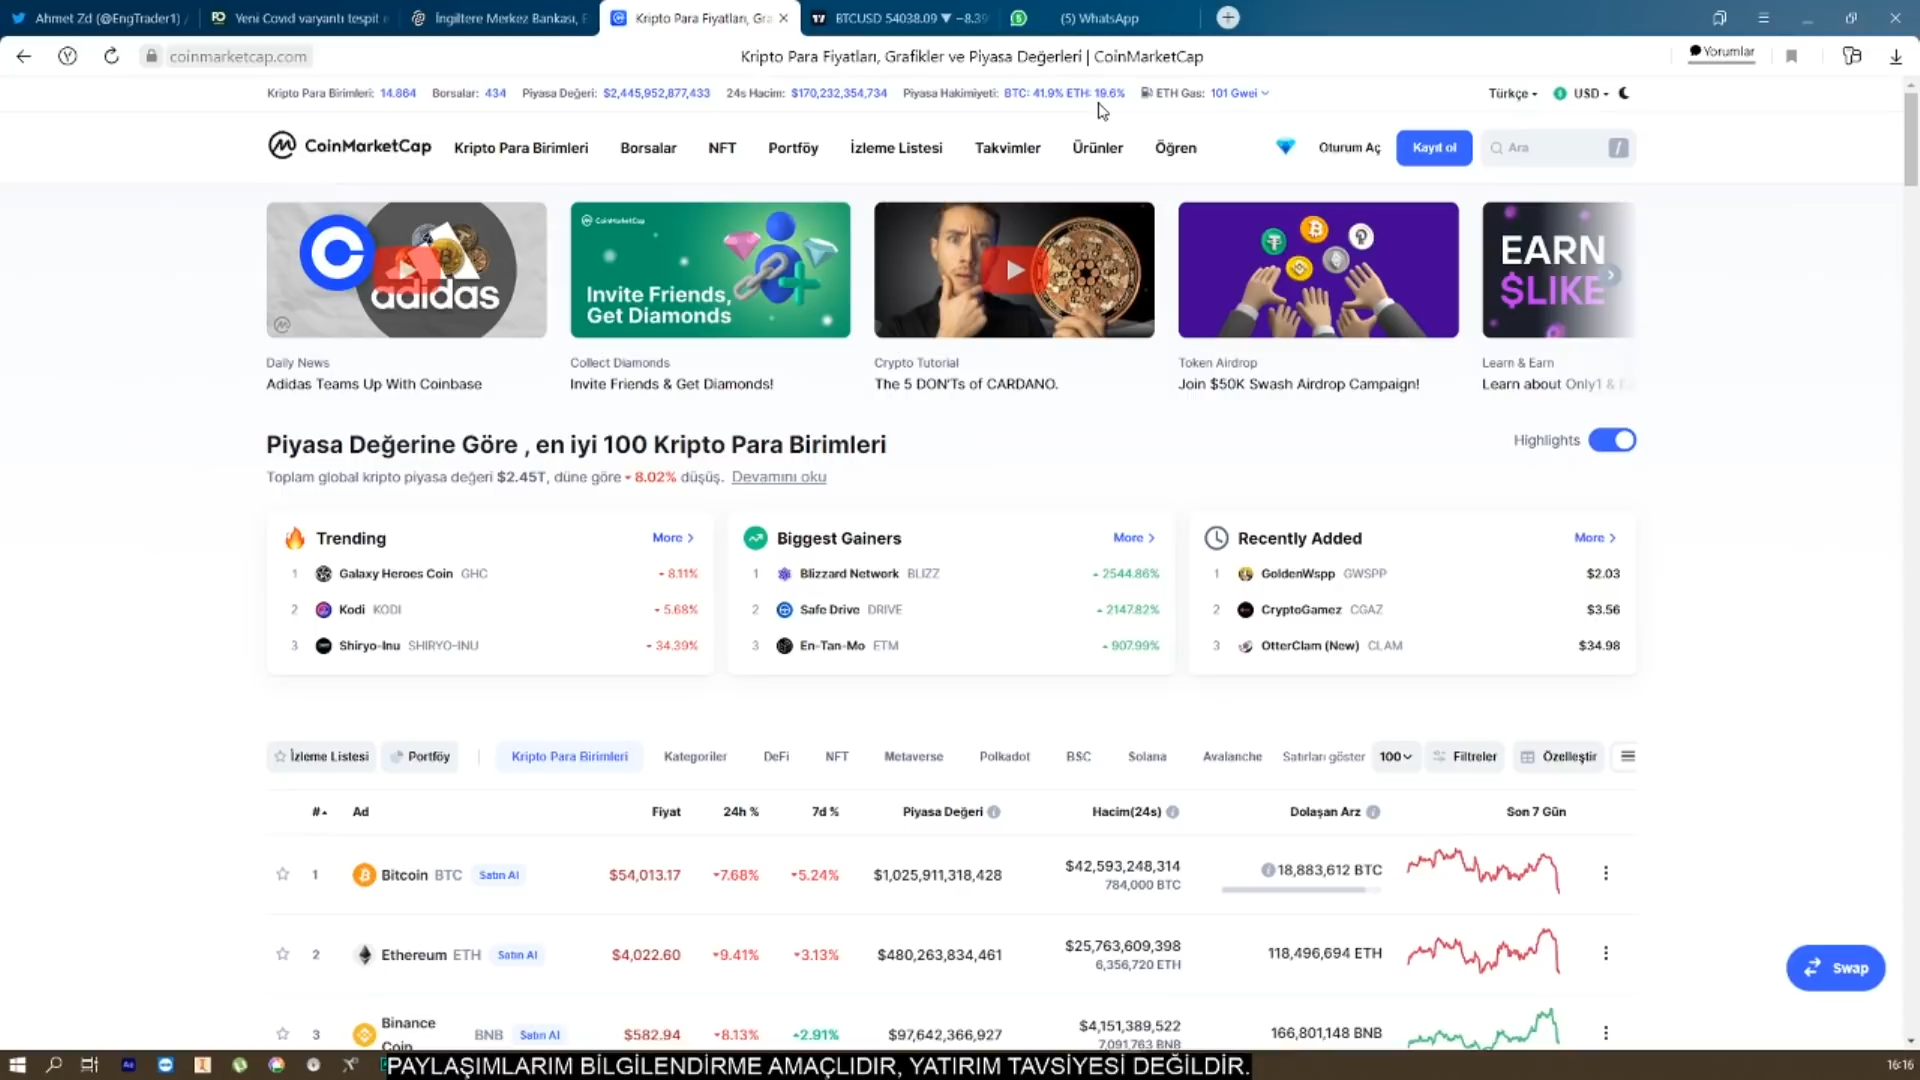 Ahmet Zd (@EngTrader1) /
Yeni Covid varyantı tespit e
İngiltere Merkez Bankası, E
Kripto Para Fiyatları, Gra
BTCUSD 54038.09 ▼ −8.39
(5) WhatsApp
coinmarketcap.com
Kripto Para Fiyatları, Grafikler ve Piyasa Değerleri | CoinMarketCap
Yorumlar
Kripto Para Birimleri: 14.864 Borsalar: 434 Piyasa Değeri: $2,445,952,877,433 24s Hacim: $170,232,354,734 Piyasa Hakimiyeti: BTC: 41.9% ETH: 19.6% ETH Gas: 101 Gwei
Türkçe USD
CoinMarketCap
Kripto Para Birimleri Borsalar NFT Portföy İzleme Listesi Takvimler Ürünler Öğren
Oturum Aç Kayıt ol Ara /
adidas
CoinMarketCap
Invite Friends,
Get Diamonds
EARN
$LIKE
Daily News
Adidas Teams Up With Coinbase
Collect Diamonds
Invite Friends & Get Diamonds!
Crypto Tutorial
The 5 DON'Ts of CARDANO.
Token Airdrop
Join $50K Swash Airdrop Campaign!
Learn & Earn
Learn about Only1 & E
Piyasa Değerine Göre , en iyi 100 Kripto Para Birimleri
Highlights
Toplam global kripto piyasa değeri $2.45T, düne göre 8.02% düşüş. Devamını oku
Trending More >
1 Galaxy Heroes Coin GHC 8.11%
2 Kodi KODI 5.68%
3 Shiryo-Inu SHIRYO-INU 34.39%
Biggest Gainers More >
1 Blizzard Network BLIZZ 2544.86%
2 Safe Drive DRIVE 2147.82%
3 En-Tan-Mo ETM 907.99%
Recently Added More >
1 GoldenWspp GWSPP $2.03
2 CryptoGamez CGAZ $3.56
3 OtterClam (New) CLAM $34.98
İzleme Listesi Portföy Kripto Para Birimleri Kategoriler DeFi NFT Metaverse Polkadot BSC Solana Avalanche Satırları göster 100 Filtreler Özelleştir
# Ad Fiyat 24h % 7d % Piyasa Değeri Hacim(24s) Dolaşan Arz Son 7 Gün
1 Bitcoin BTC Satın Al $54,013.17 7.68% 5.24% $1,025,911,318,428 $42,593,248,314 18,883,612 BTC
784,000 BTC
2 Ethereum ETH Satın Al $4,022.60 9.41% 3.13% $480,263,834,461 $25,763,609,398 118,496,694 ETH
6,356,720 ETH
3 Binance Coin BNB Satın Al $582.94 8.13% 2.91% $97,642,366,927 $4,151,389,522 166,801,148 BNB
7,091,763 BNB
Swap
PAYLAŞIMLARIM BİLGİLENDİRME AMAÇLIDIR, YATIRIM TAVSİYESİ DEĞİLDİR.
16:16